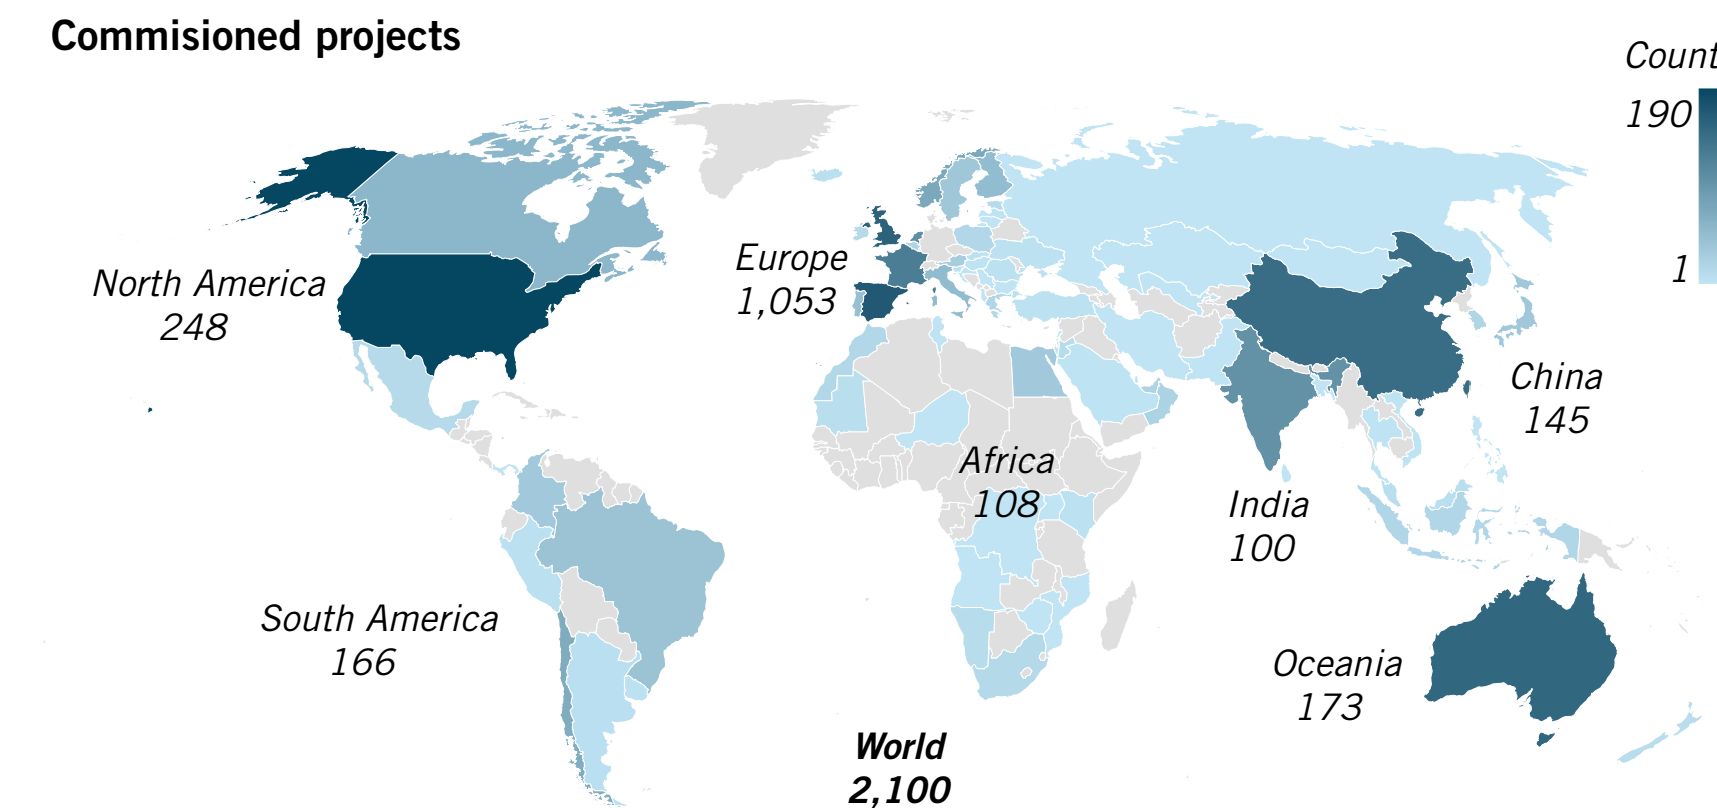 Commisioned projects
Count
190
1
North America
248
Europe
1,053
China
145
Africa
108
India
100
South America
166
Oceania
173
World
2,100